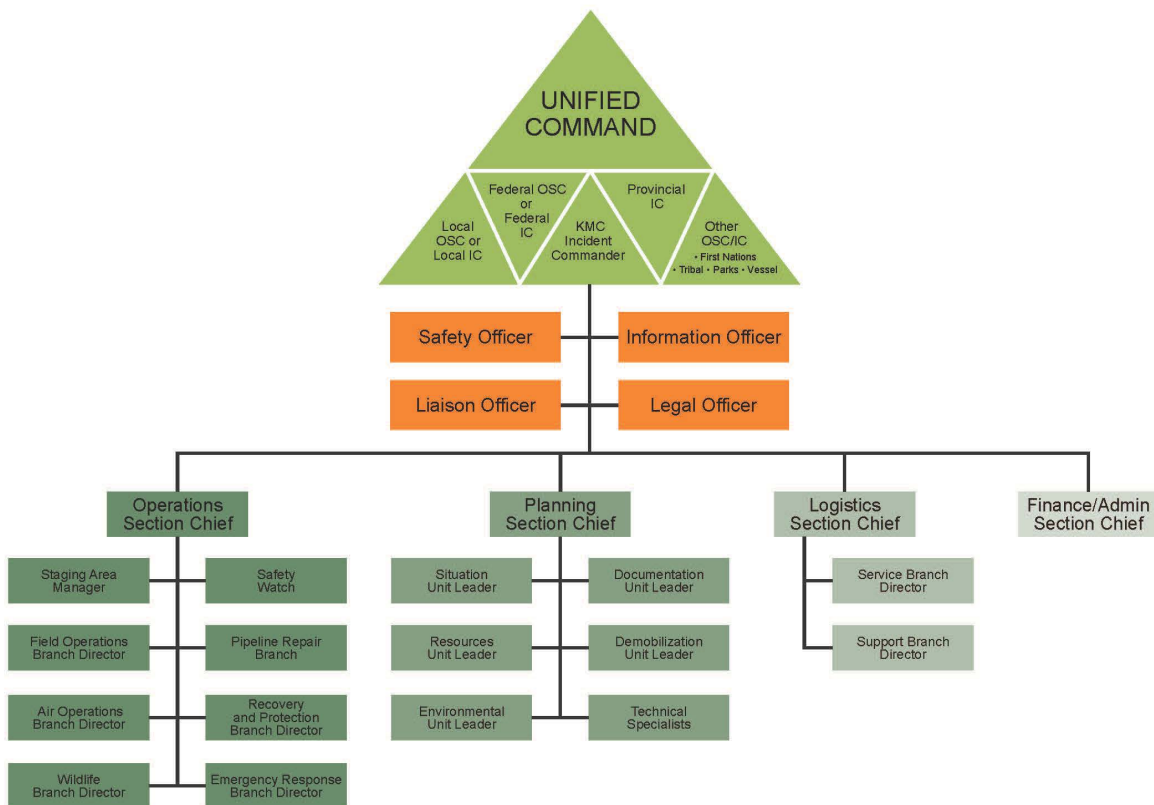 UNIFIED
COMMAND
Local
OSC or
Local IC
Federal OSC
or
Federal
IC
KMC
Incident
Commander
Provincial
IC
Other
OSC/IC
• First Nations
• Tribal • Parks • Vessel
Safety Officer
Information Officer
Liaison Officer
Legal Officer
Operations
Section Chief
Planning
Section Chief
Logistics
Section Chief
Finance/Admin
Section Chief
Staging Area
Manager
Safety
Watch
Field Operations
Branch Director
Pipeline Repair
Branch
Air Operations
Branch Director
Recovery
and Protection
Branch Director
Wildlife
Branch Director
Emergency Response
Branch Director
Situation
Unit Leader
Documentation
Unit Leader
Resources
Unit Leader
Demobilization
Unit Leader
Environmental
Unit Leader
Technical
Specialists
Service Branch
Director
Support Branch
Director